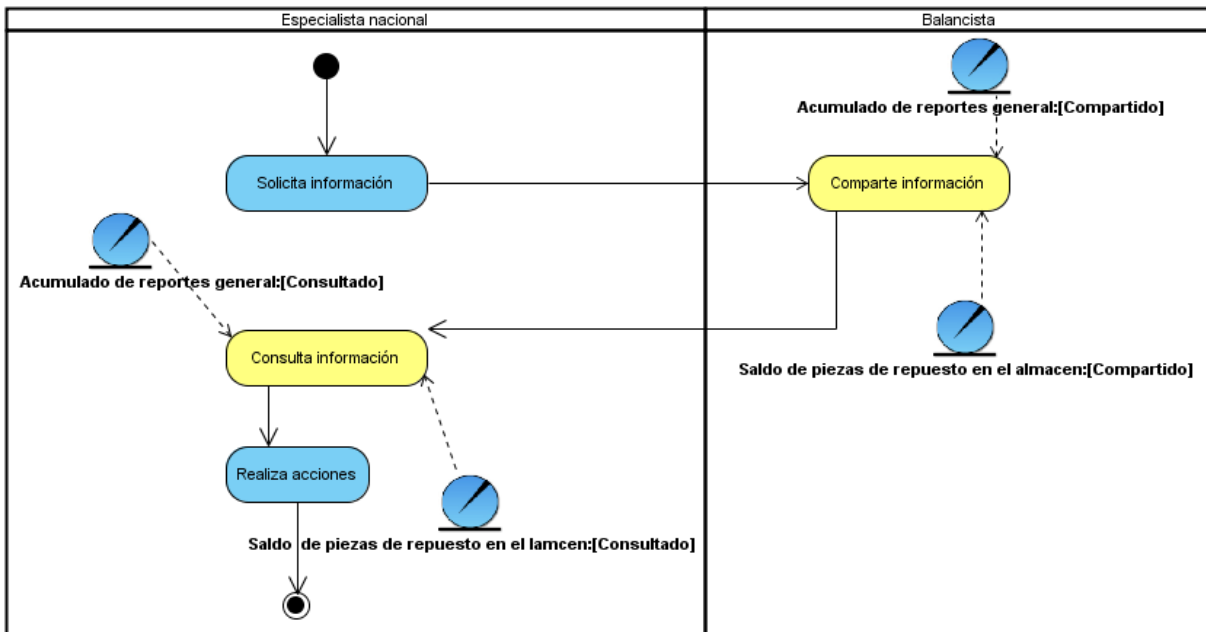 Especialista nacional
Balancista
Acumulado de reportes general:[Compartido]
Solicita información
Comparte información
Acumulado de reportes general:[Consultado]
Consulta información
Saldo de piezas de repuesto en el almacen:[Compartido]
Realiza acciones
Saldo de piezas de repuesto en el lamcen:[Consultado]